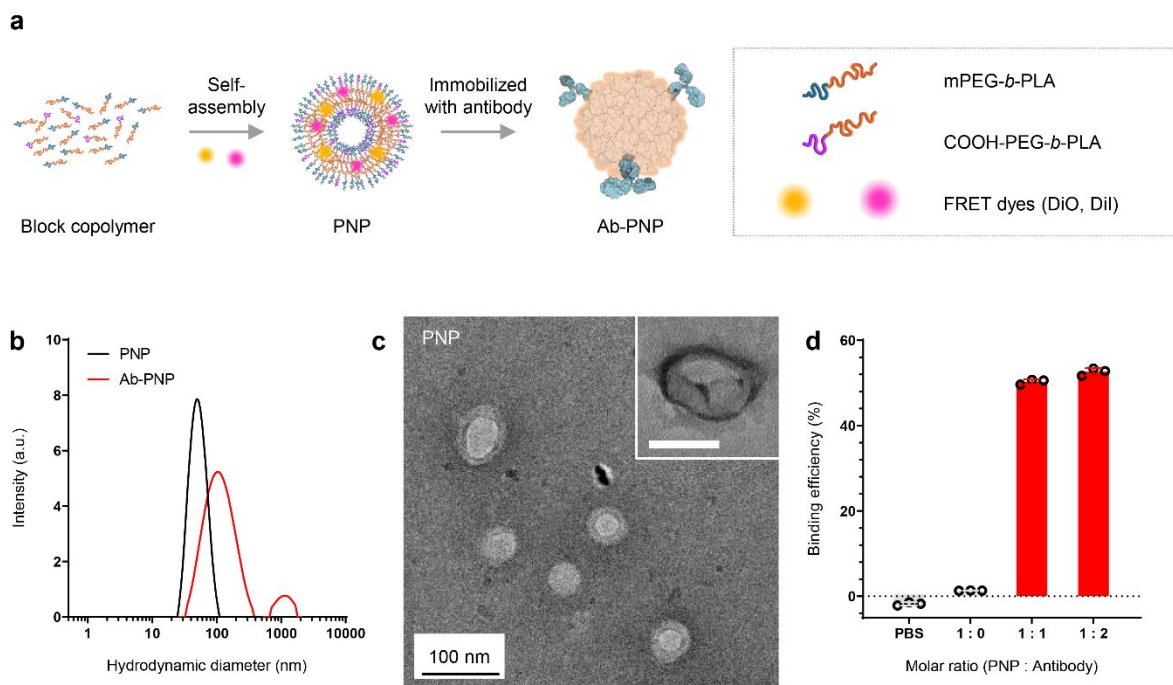 a
Self-
assembly
Immobilized
with antibody
Block copolymer
PNP
Ab-PNP
mPEG-b-PLA
COOH-PEG-b-PLA
FRET dyes (DiO, DiI)
b
10
8
6
4
2
0
Intensity (a.u.)
PNP
Ab-PNP
1
10
100
1000
10000
Hydrodynamic diameter (nm)
c
PNP
100 nm
d
60
40
20
0
Binding efficiency (%)
PBS
1 : 0
1 : 1
1 : 2
Molar ratio (PNP : Antibody)